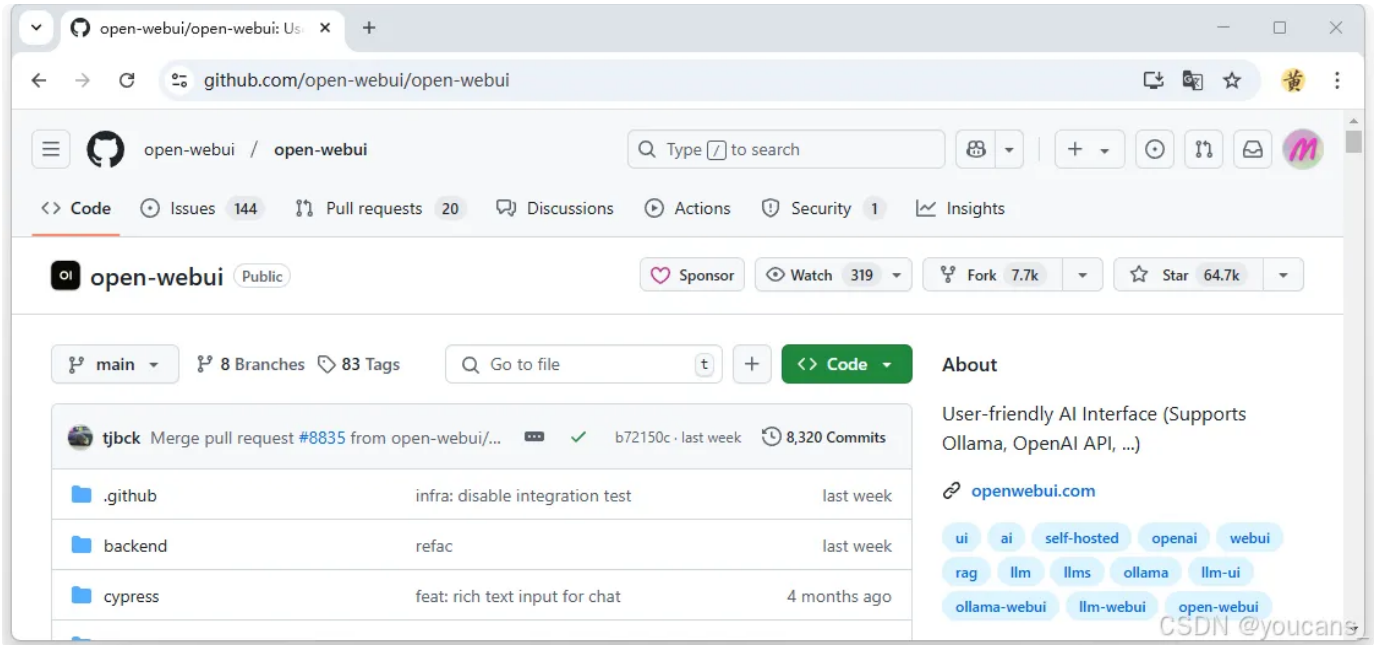 open-webui/open-webui: Us
github.com/open-webui/open-webui
黄
open-webui / open-webui
Type / to search
Code Issues 144 Pull requests 20 Discussions Actions Security 1 Insights
OI open-webui Public Sponsor Watch 319 Fork 7.7k Star 64.7k
main 8 Branches 83 Tags Go to file t Code
tjbck Merge pull request #8835 from open-webui/... b72150c · last week 8,320 Commits
.github infra: disable integration test last week
backend refac last week
cypress feat: rich text input for chat 4 months ago
About
User-friendly AI Interface (Supports
Ollama, OpenAI API, ...)
openwebui.com
ui ai self-hosted openai webui
rag llm llms ollama llm-ui
ollama-webui llm-webui open-webui
CSDN @youcans_